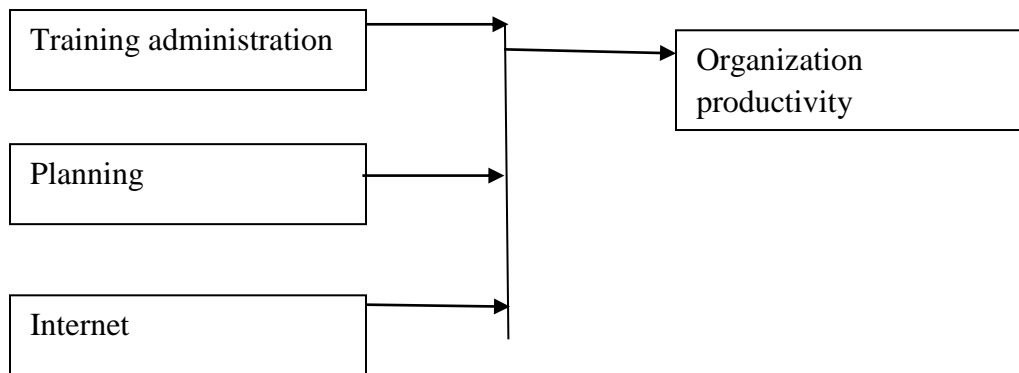 Training administration
Organization
productivity
Planning
Internet